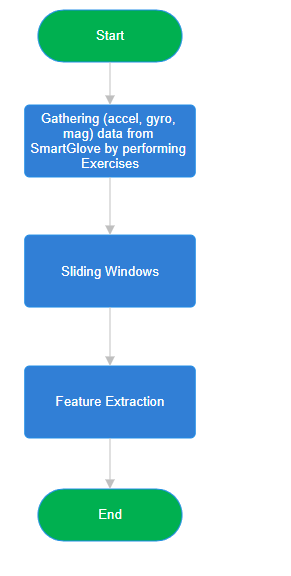 Start
Gathering (accel, gyro,
mag) data from
SmartGlove by performing
Exercises
Sliding Windows
Feature Extraction
End